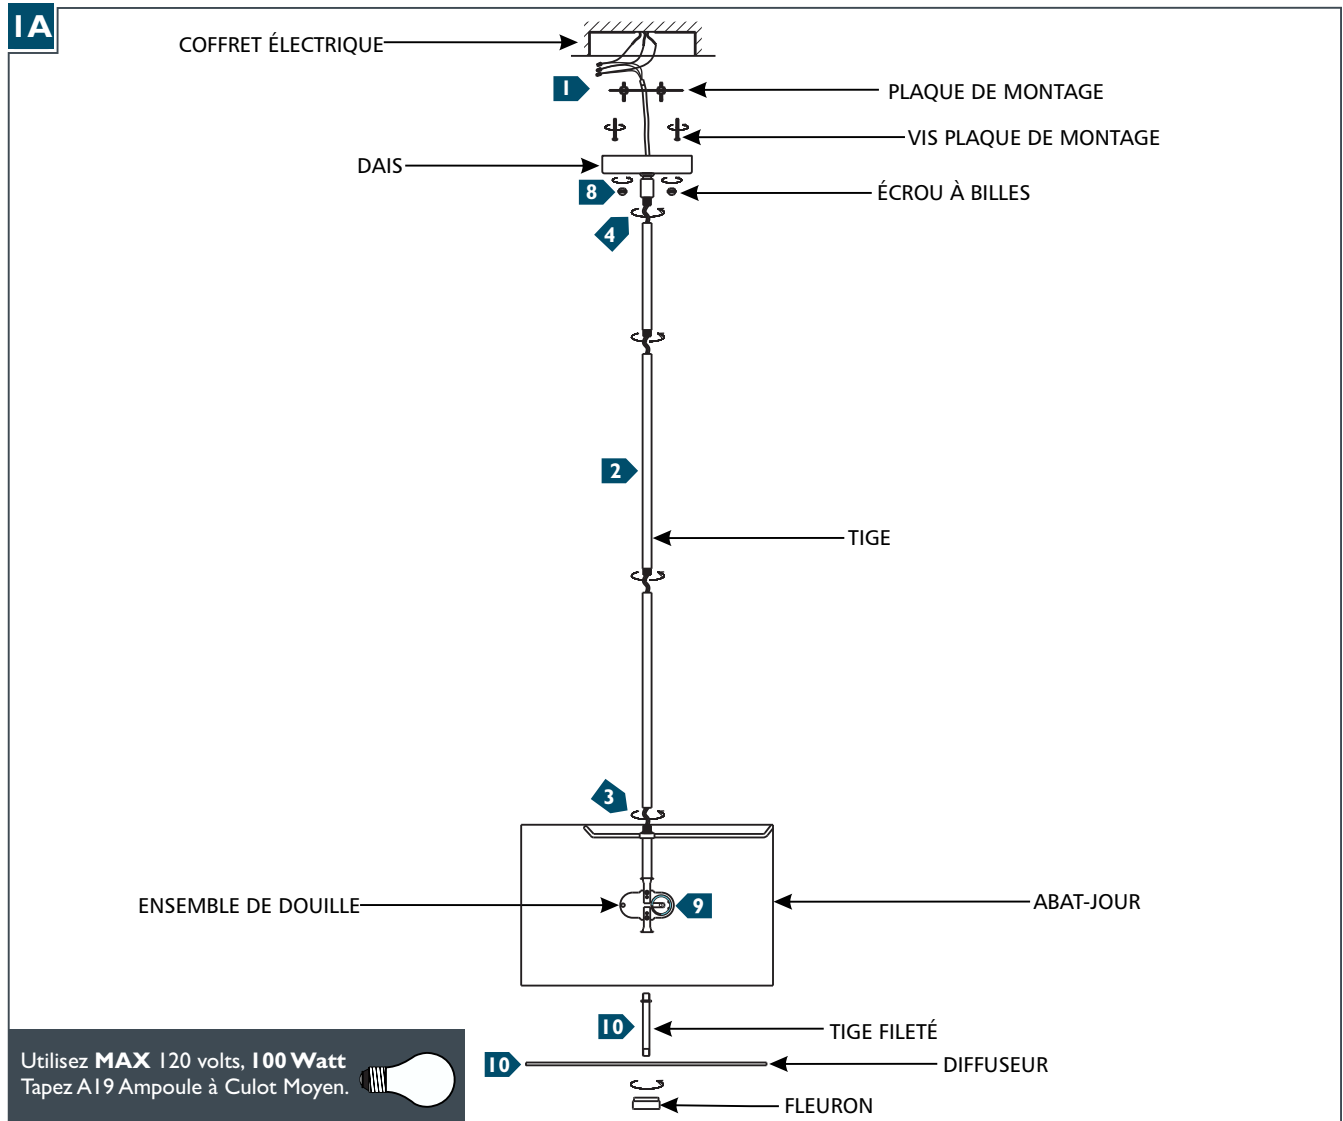 1A
COFFRET ÉLECTRIQUE
1
PLAQUE DE MONTAGE
VIS PLAQUE DE MONTAGE
DAIS
8
ÉCROU À BILLES
4
2
TIGE
3
ENSEMBLE DE DOUILLE
9
ABAT-JOUR
10
TIGE FILETÉ
10
DIFFUSEUR
FLEURON
Utilisez MAX 120 volts, 100 Watt
Tapez A19 Ampoule à Culot Moyen.